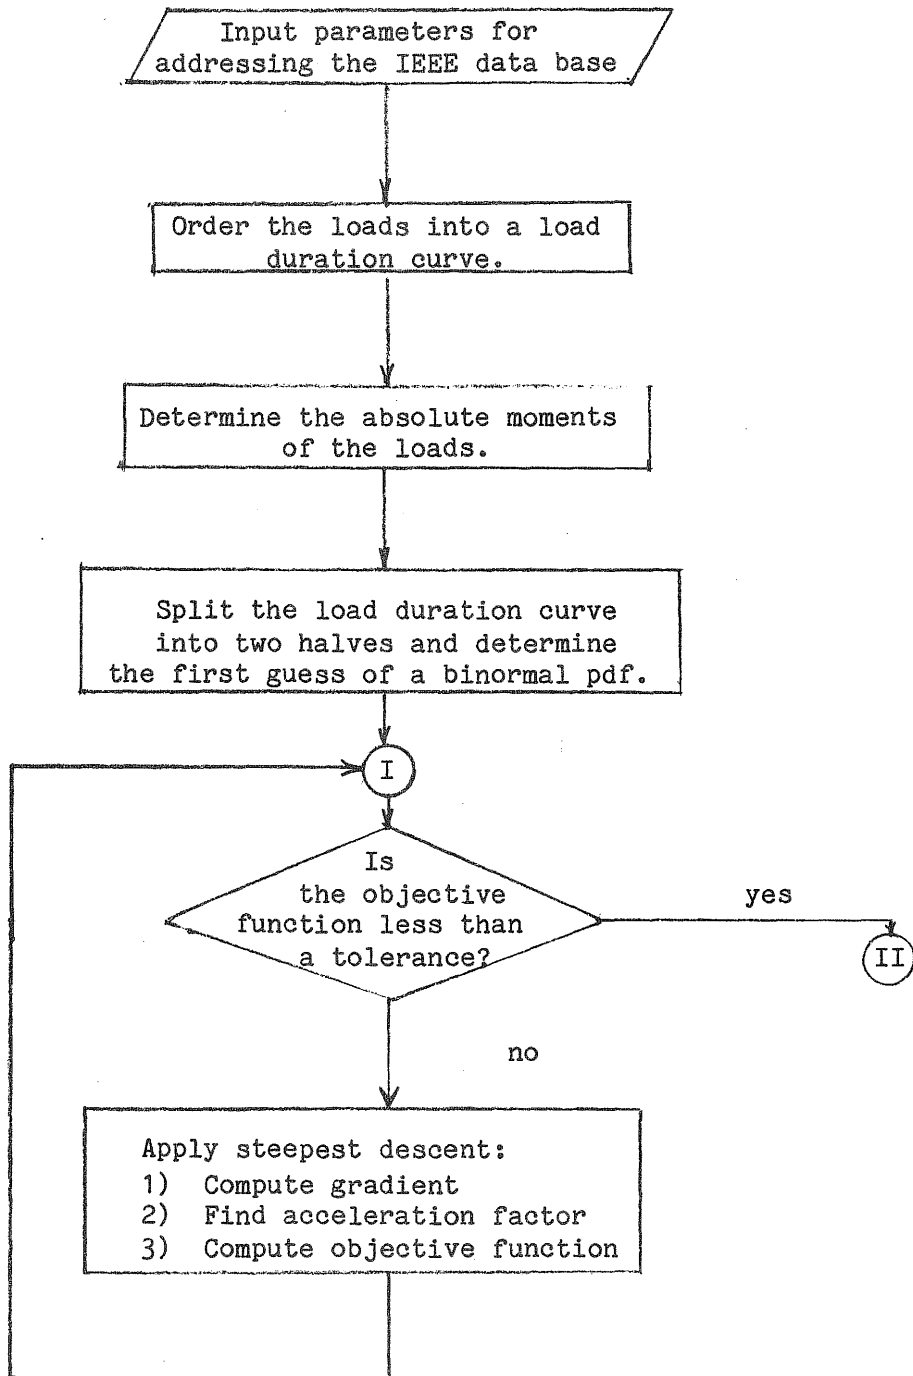 Input parameters for
addressing the IEEE data base
Order the loads into a load
duration curve.
Determine the absolute moments
of the loads.
Split the load duration curve
into two halves and determine
the first guess of a binormal pdf.
I
Is
the objective
function less than
a tolerance?
yes
II
no
Apply steepest descent:
1) Compute gradient
2) Find acceleration factor
3) Compute objective function